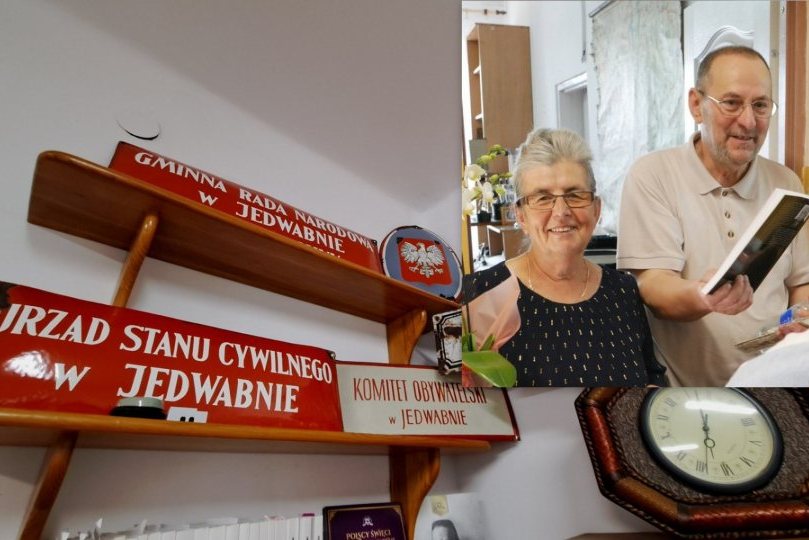 GMINNA RADA NARODOWA
W JEDWABNIE
URZĄD STANU CYWILNEGO
W JEDWABNIE
KOMITET OBYWATELSKI
W JEDWABNIE
POLSCY ŚWIĘCI